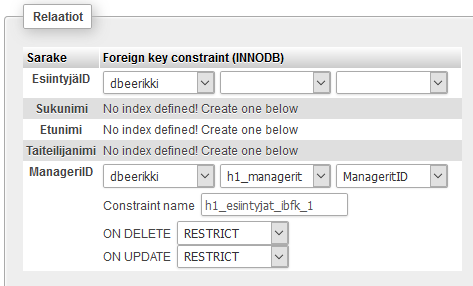 Relaatiot
Sarake Foreign key constraint (INNODB)
EsiintyjäID dbeerikki
Sukunimi No index defined! Create one below
Etunimi No index defined! Create one below
Taiteilijanimi No index defined! Create one below
ManageriID dbeerikki h1_managerit ManageritID
Constraint name h1_esiintyjat_ibfk_1
ON DELETE RESTRICT
ON UPDATE RESTRICT